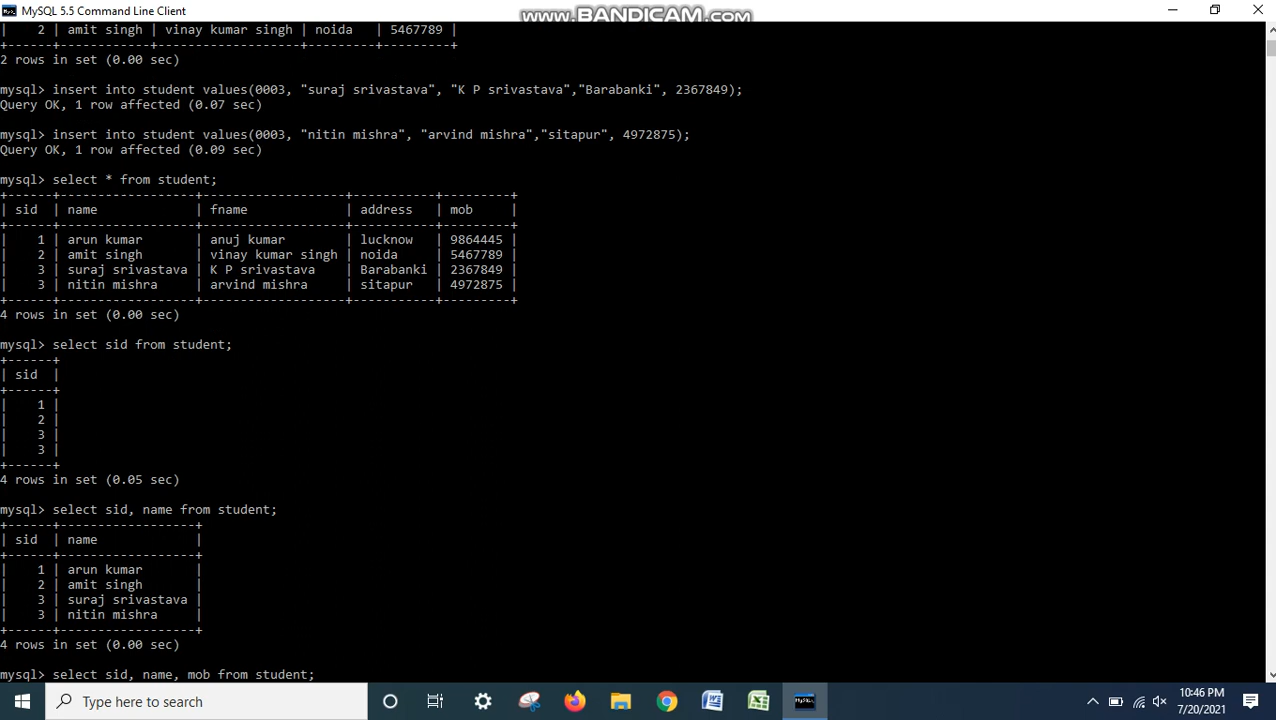 MySQL 5.5 Command Line Client
www.BANDICAM.com
|    2 | amit singh | vinay kumar singh | noida   | 5467789 |
+------+------------+-------------------+---------+---------+
2 rows in set (0.00 sec)
mysql> insert into student values(0003, "suraj srivastava", "K P srivastava","Barabanki", 2367849);
Query OK, 1 row affected (0.07 sec)
mysql> insert into student values(0003, "nitin mishra", "arvind mishra","sitapur", 4972875);
Query OK, 1 row affected (0.09 sec)
mysql> select * from student;
+------+------------------+-------------------+-----------+---------+
| sid  | name             | fname             | address   | mob     |
+------+------------------+-------------------+-----------+---------+
|    1 | arun kumar       | anuj kumar        | lucknow   | 9864445 |
|    2 | amit singh       | vinay kumar singh | noida     | 5467789 |
|    3 | suraj srivastava | K P srivastava    | Barabanki | 2367849 |
|    3 | nitin mishra     | arvind mishra     | sitapur   | 4972875 |
+------+------------------+-------------------+-----------+---------+
4 rows in set (0.00 sec)
mysql> select sid from student;
+------+
| sid  |
+------+
|    1 |
|    2 |
|    3 |
|    3 |
+------+
4 rows in set (0.05 sec)
mysql> select sid, name from student;
+------+------------------+
| sid  | name             |
+------+------------------+
|    1 | arun kumar       |
|    2 | amit singh       |
|    3 | suraj srivastava |
|    3 | nitin mishra     |
+------+------------------+
4 rows in set (0.00 sec)
mysql> select sid, name, mob from student;
Type here to search
10:46 PM
7/20/2021